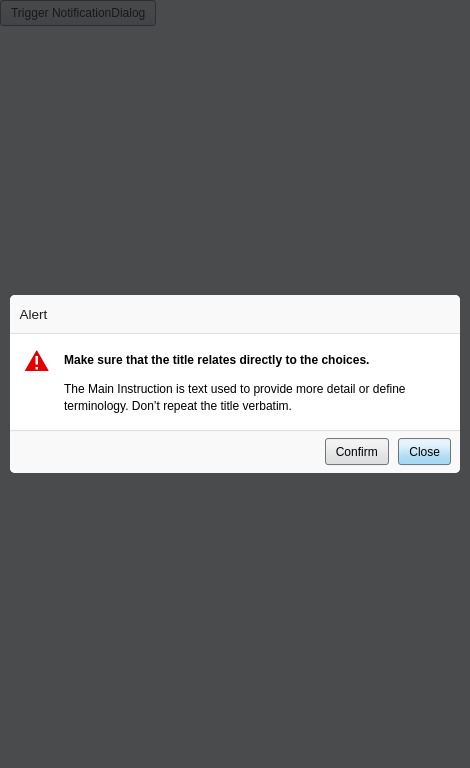 Trigger NotificationDialog
Alert
Make sure that the title relates directly to the choices.
The Main Instruction is text used to provide more detail or define
terminology. Don’t repeat the title verbatim.
Confirm Close